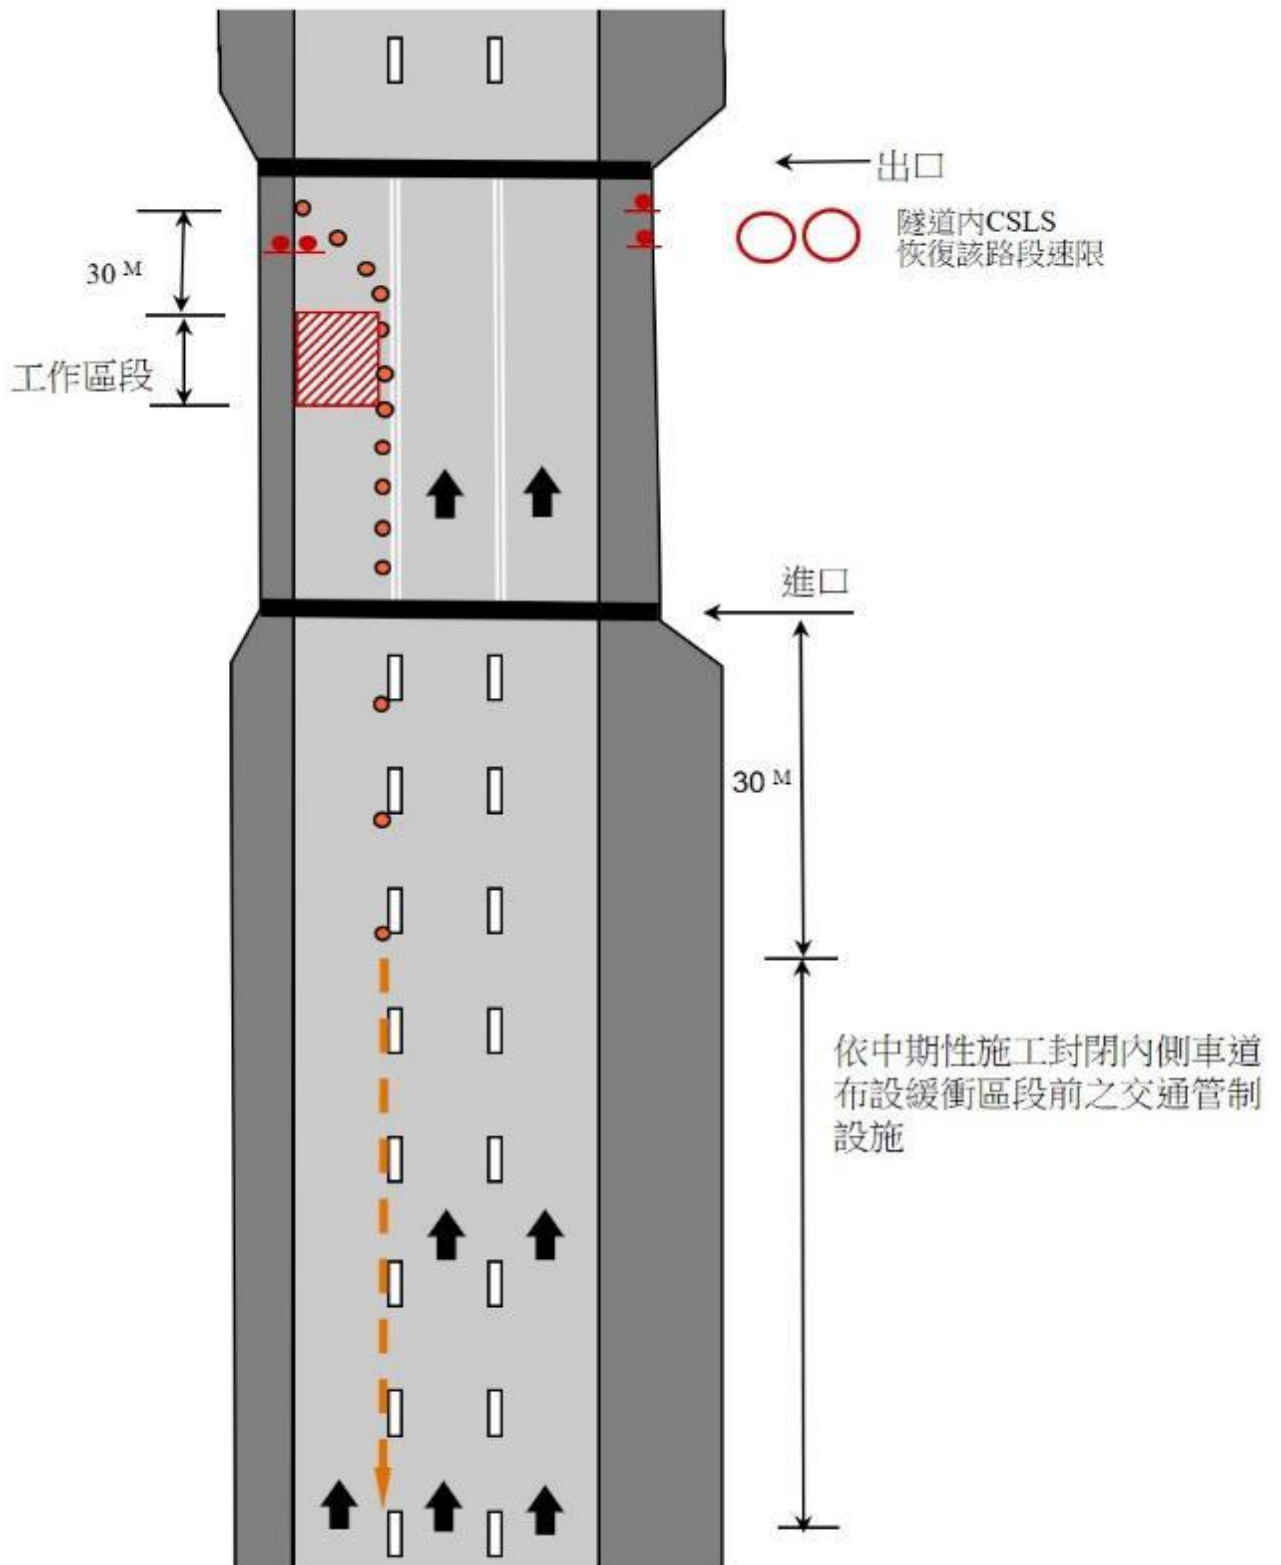 出口
隧道內CSLS
恢復該路段速限
30 M
工作區段
進口
30 M
依中期性施工封閉內側車道
布設緩衝區段前之交通管制
設施